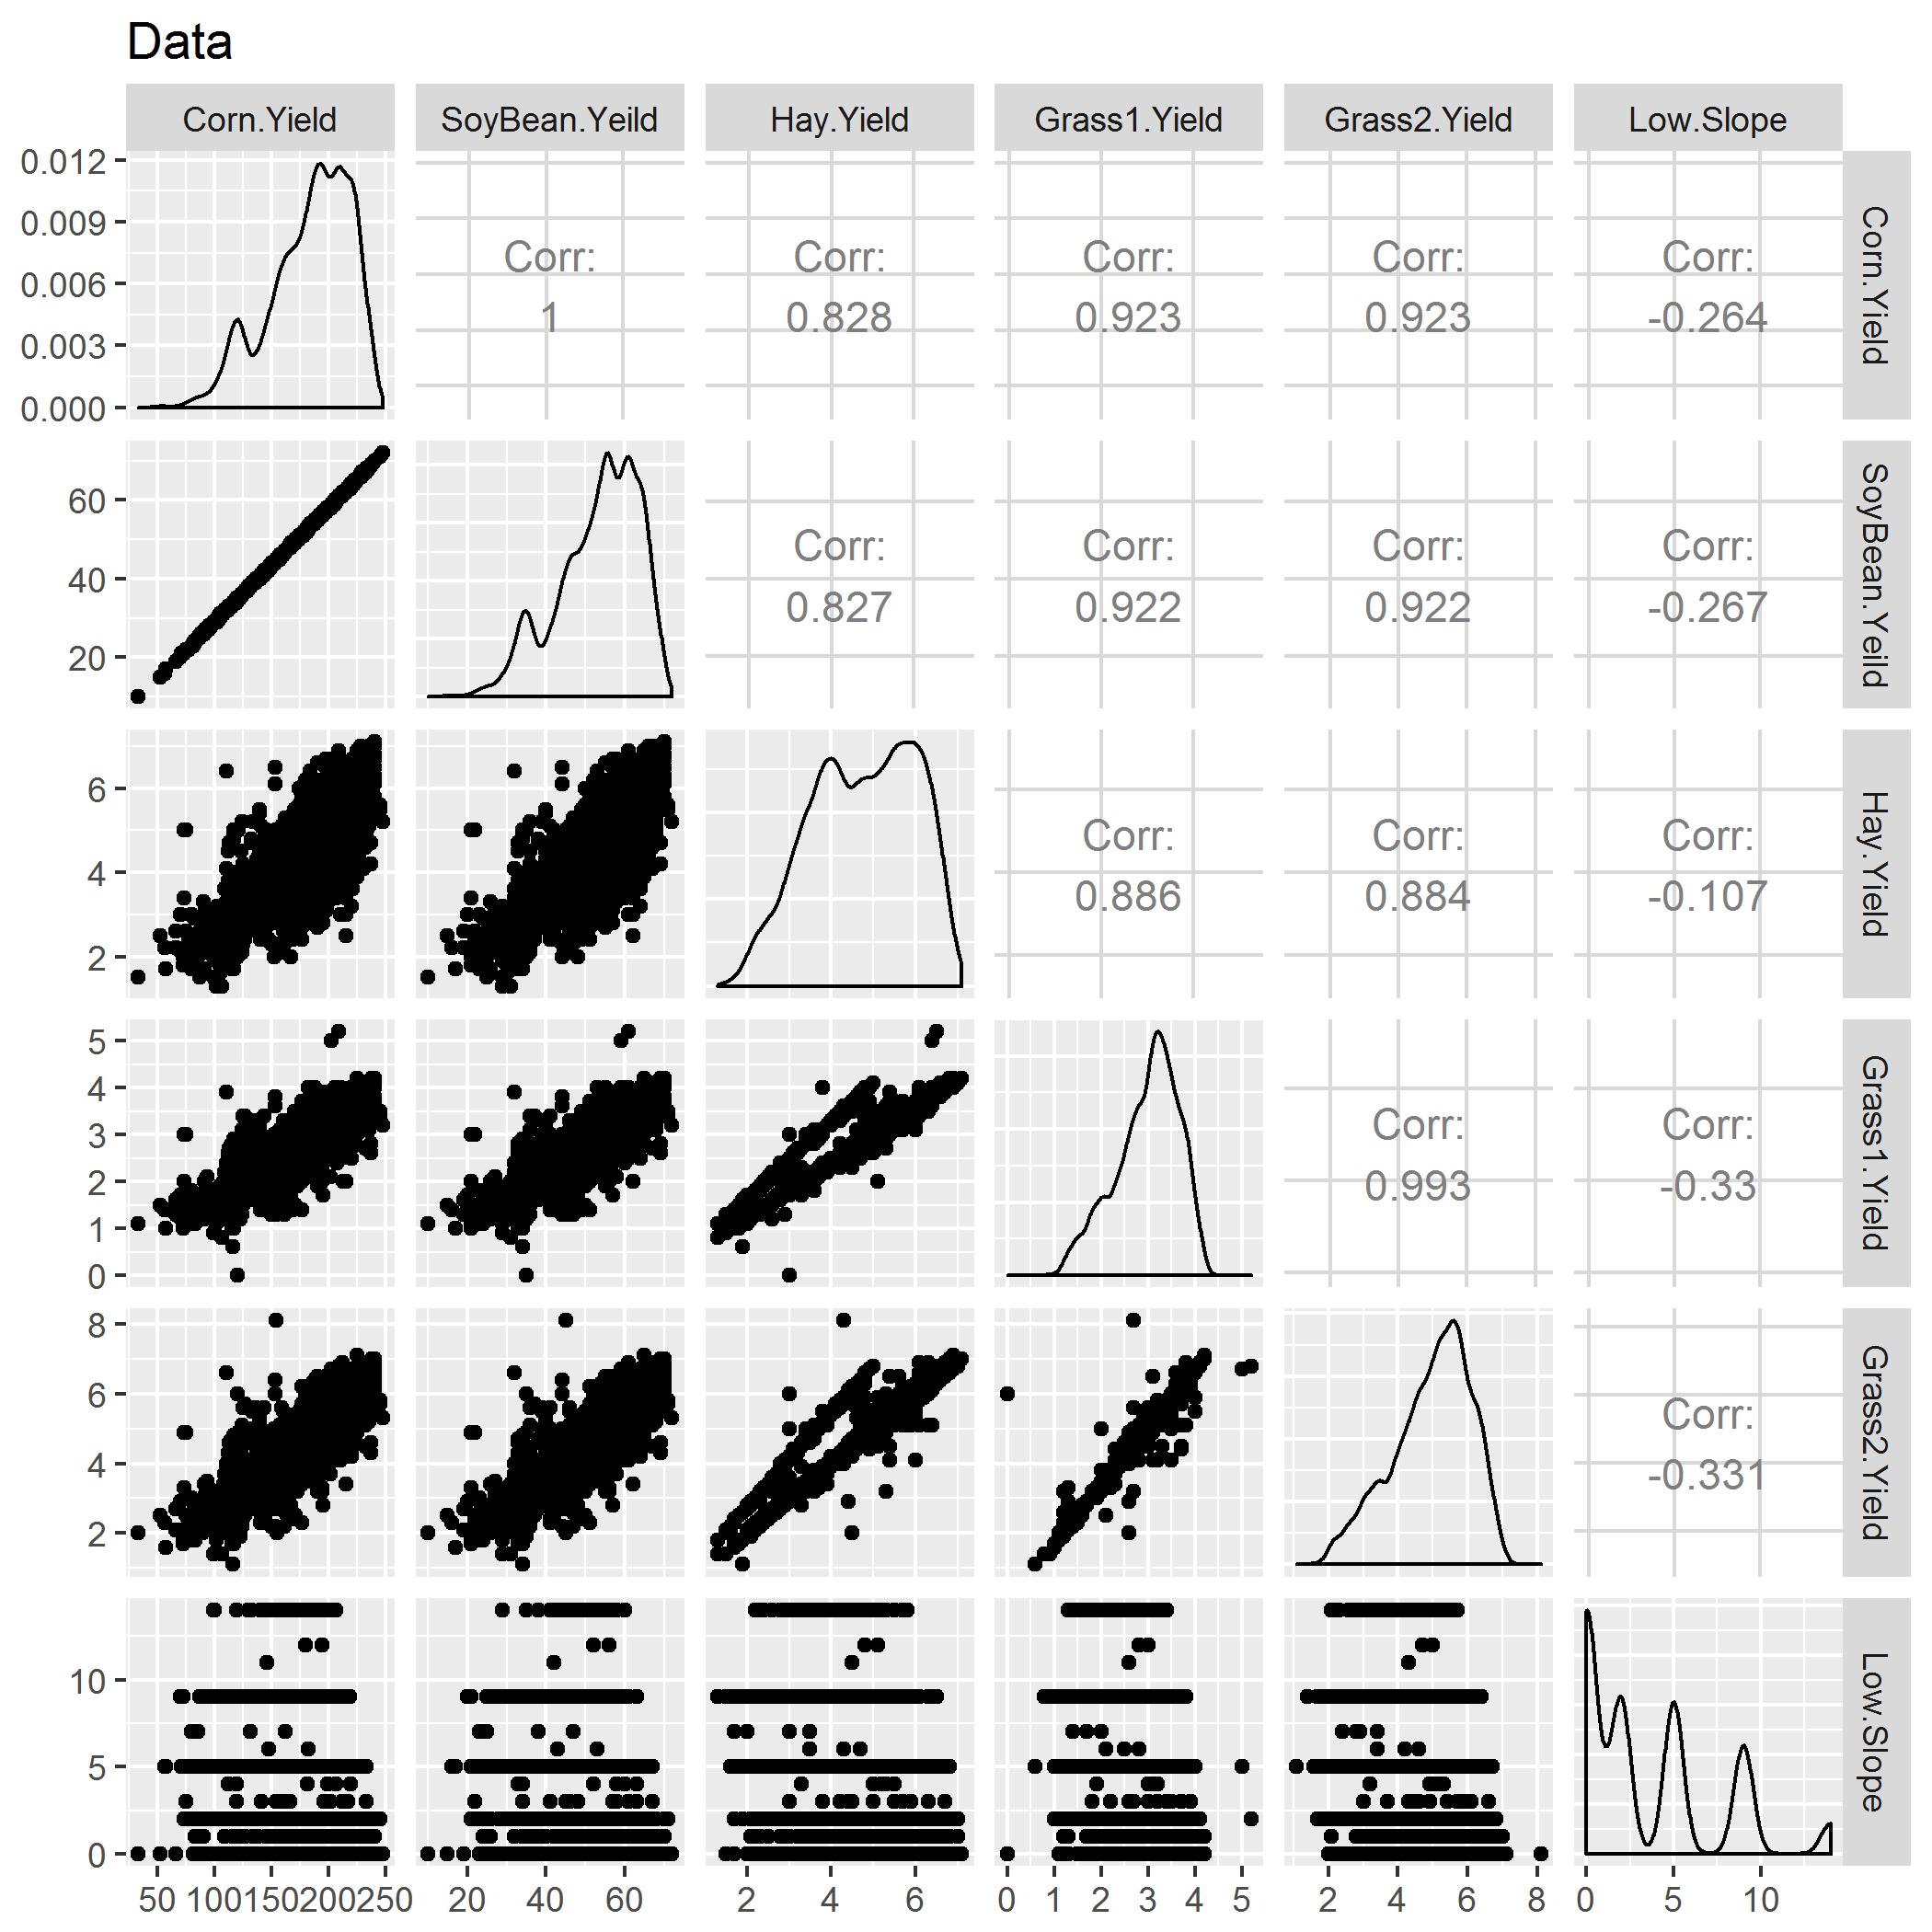 Data
Corn.Yield SoyBean.Yeild Hay.Yield Grass1.Yield Grass2.Yield Low.Slope
0.012
0.009
0.006
0.003
0.000
Corr:
1
Corr:
0.828
Corr:
0.923
Corr:
0.923
Corr:
-0.264
Corn.Yield
60
40
20
Corr:
0.827
Corr:
0.922
Corr:
0.922
Corr:
-0.267
SoyBean.Yeild
6
4
2
Corr:
0.886
Corr:
0.884
Corr:
-0.107
Hay.Yield
5
4
3
2
1
0
Corr:
0.993
Corr:
-0.33
Grass1.Yield
8
6
4
2
Corr:
-0.331
Grass2.Yield
10
5
0
Low.Slope
50 100 150 200 250 20 40 60 2 4 6 0 1 2 3 4 5 2 4 6 8 0 5 10